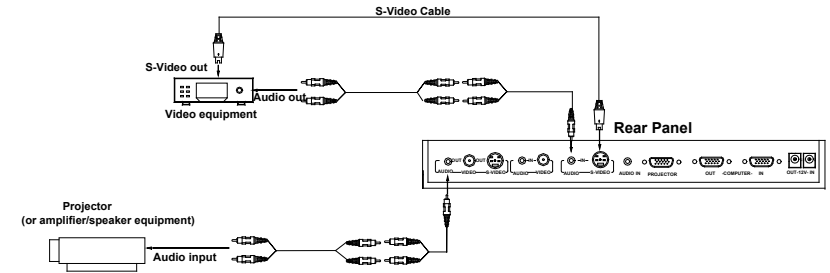 S-Video Cable
S-Video out
Audio out
Video equipment
Rear Panel
OUT OUT -IN- -IN-
AUDIO VIDEO S-VIDEO AUDIO VIDEO AUDIO S-VIDEO AUDIO IN PROJECTOR OUT -COMPUTER- IN OUT-12V- IN
Projector
(or amplifier/speaker equipment)
Audio input